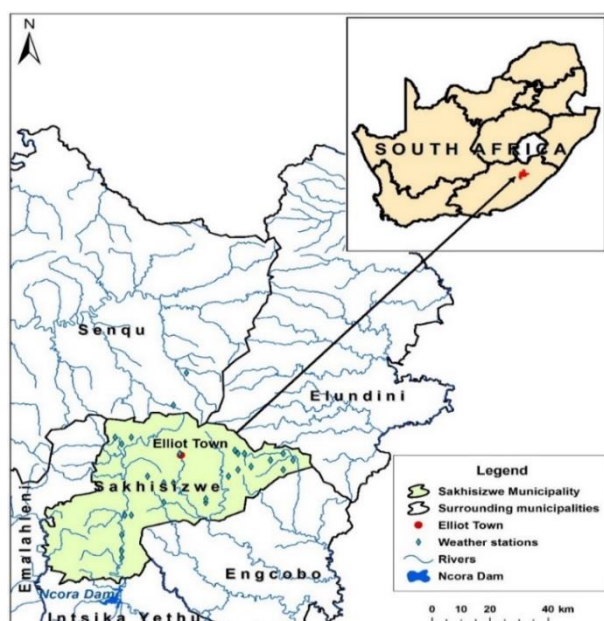 N
SOUTH AFRICA
Senqu
Elundini
Elliot Town
Sakhisizwe
Emalahleni
Engcobo
Ncora Dam
Intsika Yethu
Legend
Sakhisizwe Municipality
Surrounding municipalities
Elliot Town
Weather stations
Rivers
Ncora Dam
0 10 20 40 km